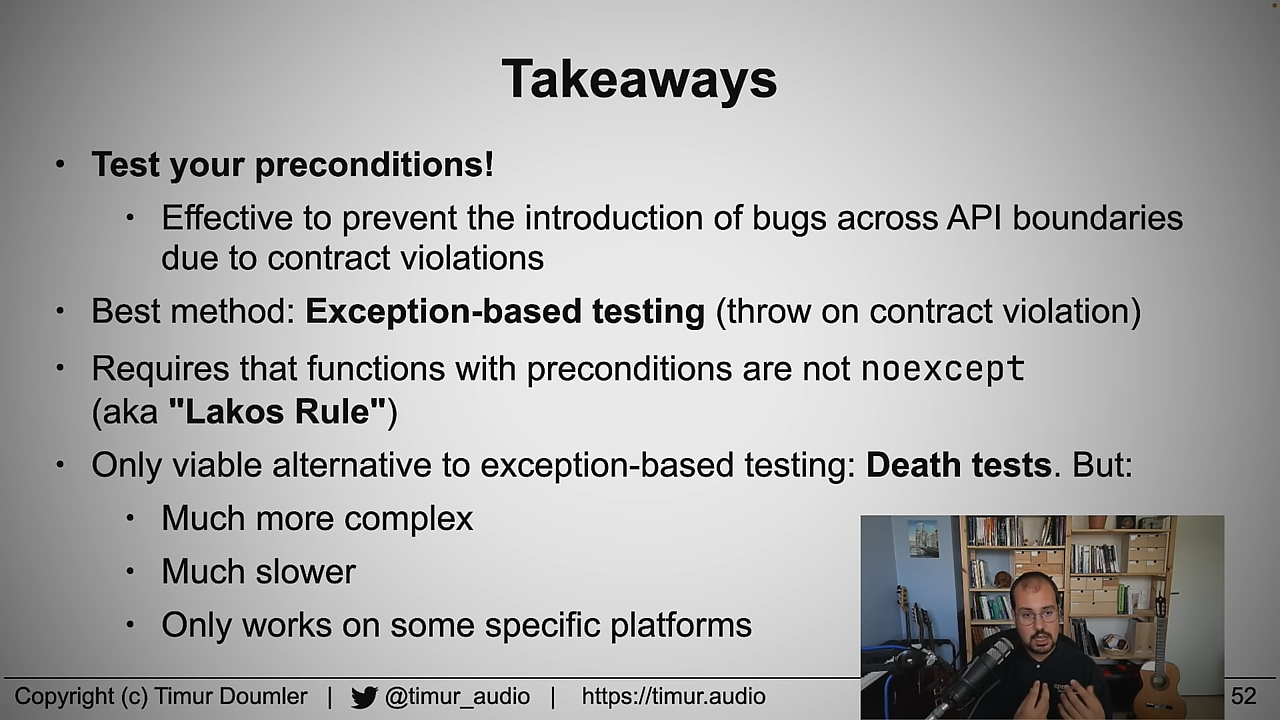 Takeaways
• Test your preconditions!
• Effective to prevent the introduction of bugs across API boundaries
due to contract violations
• Best method: Exception-based testing (throw on contract violation)
• Requires that functions with preconditions are not noexcept
(aka "Lakos Rule")
• Only viable alternative to exception-based testing: Death tests. But:
• Much more complex
• Much slower
• Only works on some specific platforms
Copyright (c) Timur Doumler | @timur_audio | https://timur.audio 52